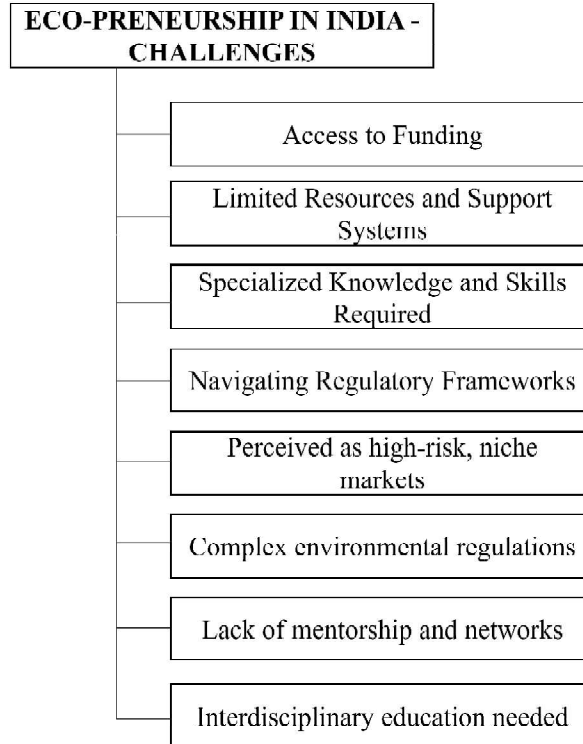 ECO-PRENEURSHIP IN INDIA -
CHALLENGES
Access to Funding
Limited Resources and Support
Systems
Specialized Knowledge and Skills
Required
Navigating Regulatory Frameworks
Perceived as high-risk, niche
markets
Complex environmental regulations
Lack of mentorship and networks
Interdisciplinary education needed